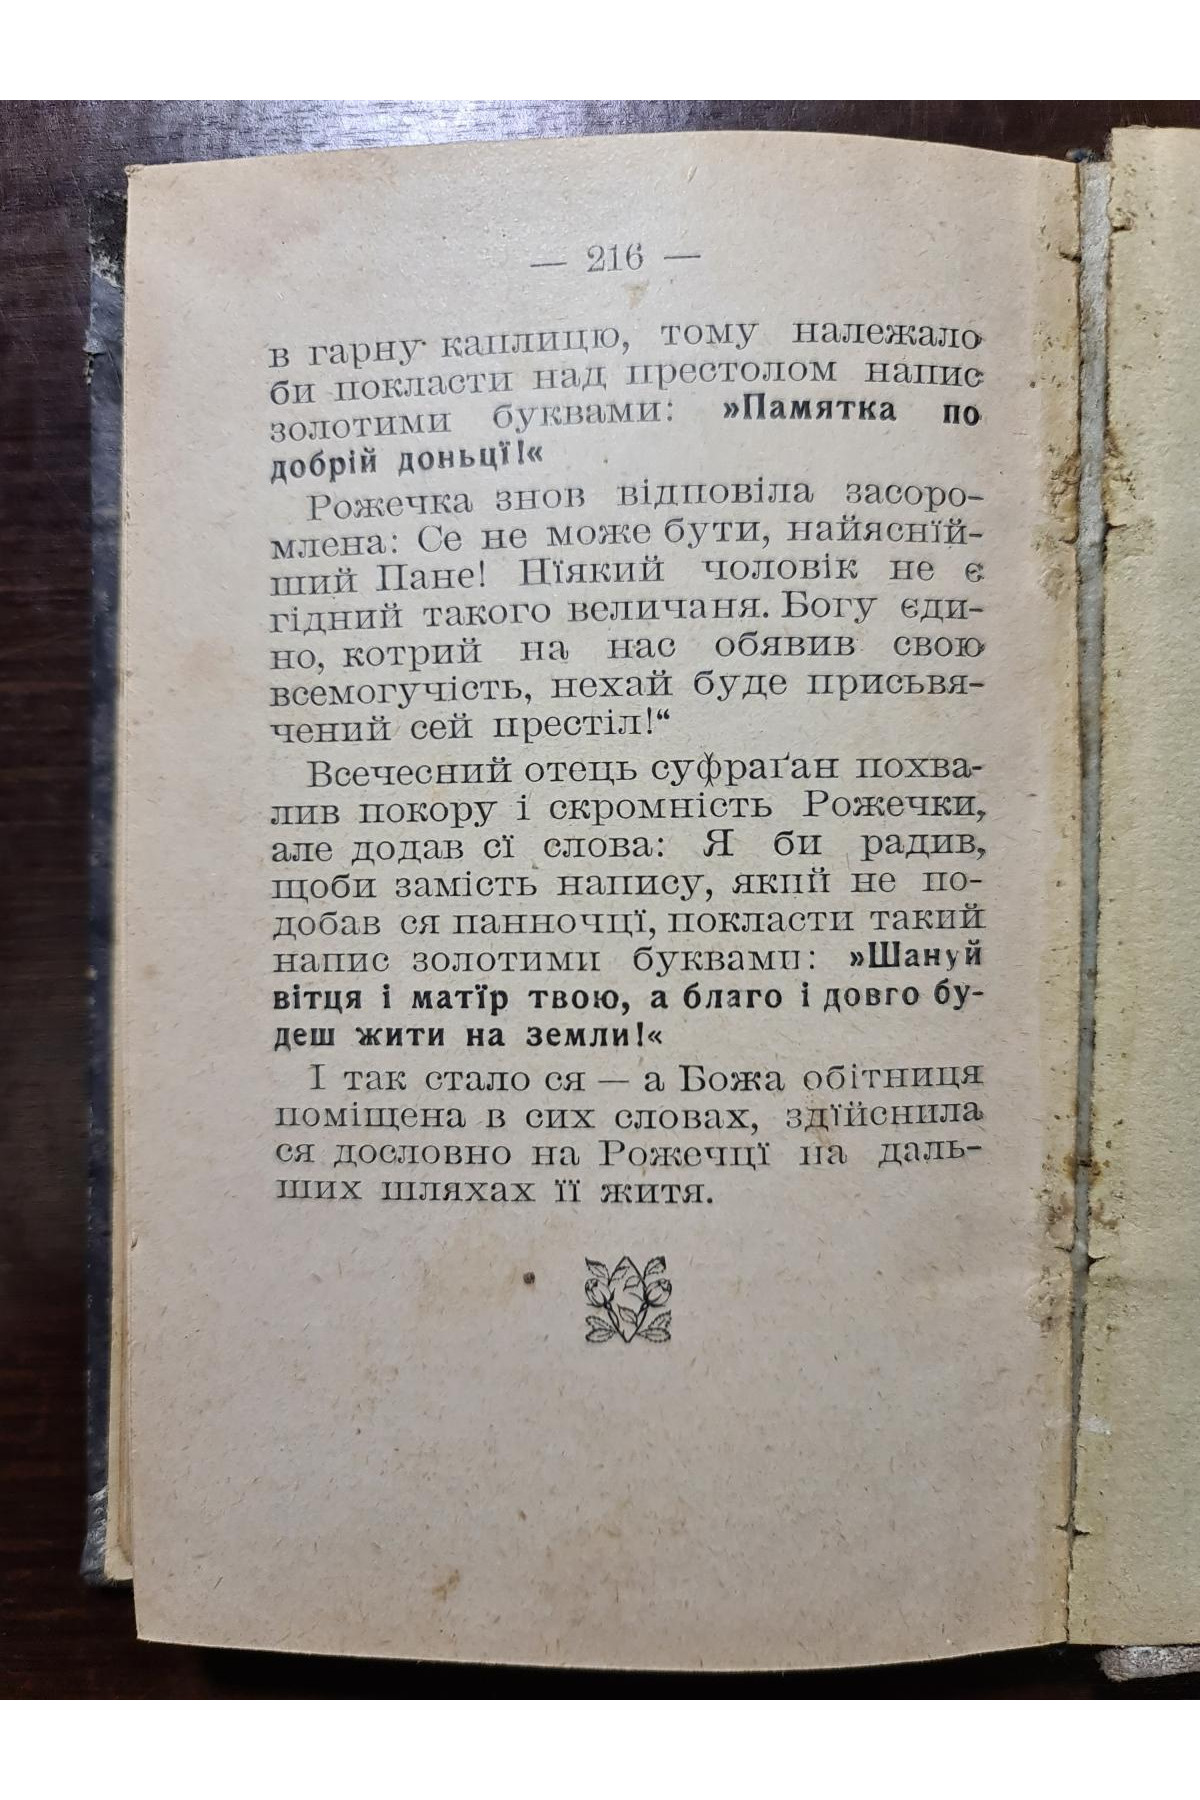 — 216 —
в гарну каплицю, тому належало
би покласти над престолом напис
золотими буквами: »Памятка по
добрій доньцї!«
Рожечка знов відповіла засоро-
млена: Се не може бути, найяснїй-
ший Пане! Нїякий чоловік не є
гідний такого величаня. Богу єди-
но, котрий на нас обявив свою
всемогучість, нехай буде присьвя-
чений сей престіл!“
Всечесний отець суфраґан похва-
лив покору і скромність Рожечки,
але додав сї слова: Я би радив,
щоби замість напису, який не по-
добав ся панночцї, покласти такий
напис золотими буквами: »Шануй
вітця і матїр твою, а благо і довго бу-
деш жити на земли!«
І так стало ся — а Божа обітниця
поміщена в сих словах, здїйснила
ся дословно на Рожечцї на даль-
ших шляхах її житя.